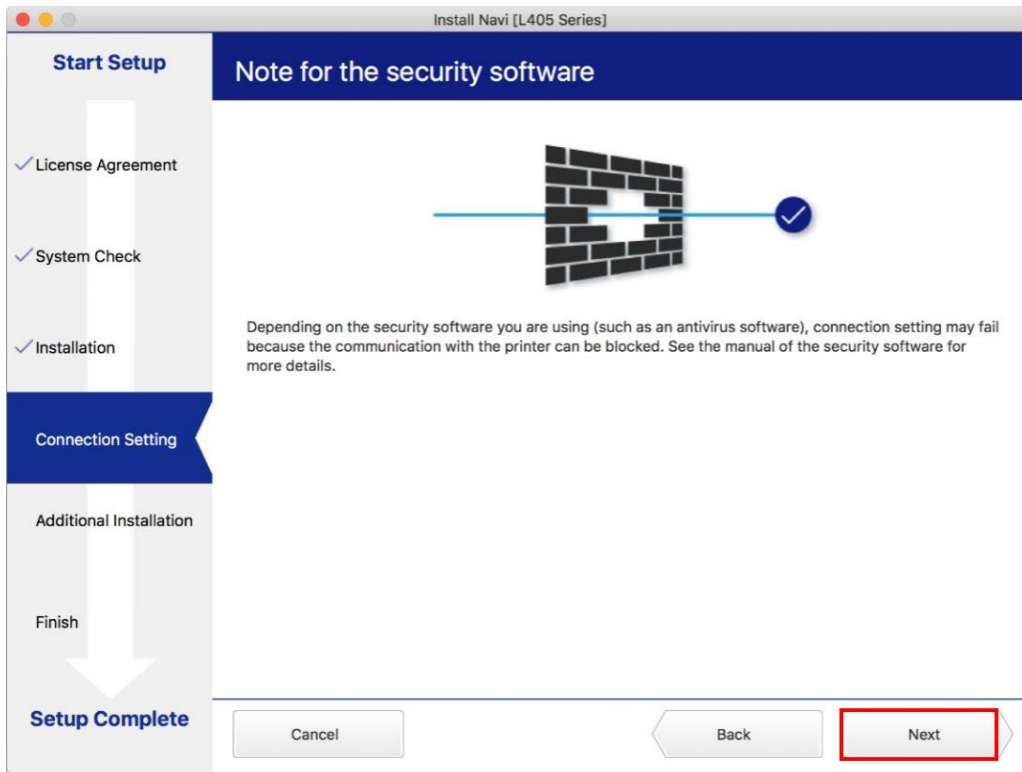 Install Navi [L405 Series]
Start Setup
License Agreement
System Check
Installation
Connection Setting
Additional Installation
Finish
Setup Complete
Note for the security software
Depending on the security software you are using (such as an antivirus software), connection setting may fail
because the communication with the printer can be blocked. See the manual of the security software for
more details.
Cancel
Back
Next